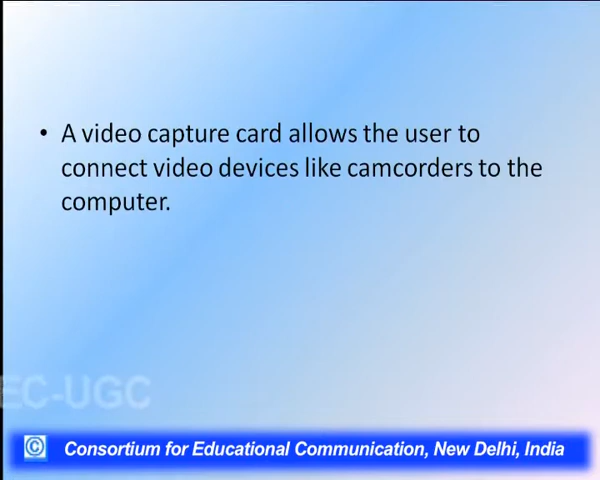 • A video capture card allows the user to
connect video devices like camcorders to the
computer.
EC-UGC
© Consortium for Educational Communication, New Delhi, India